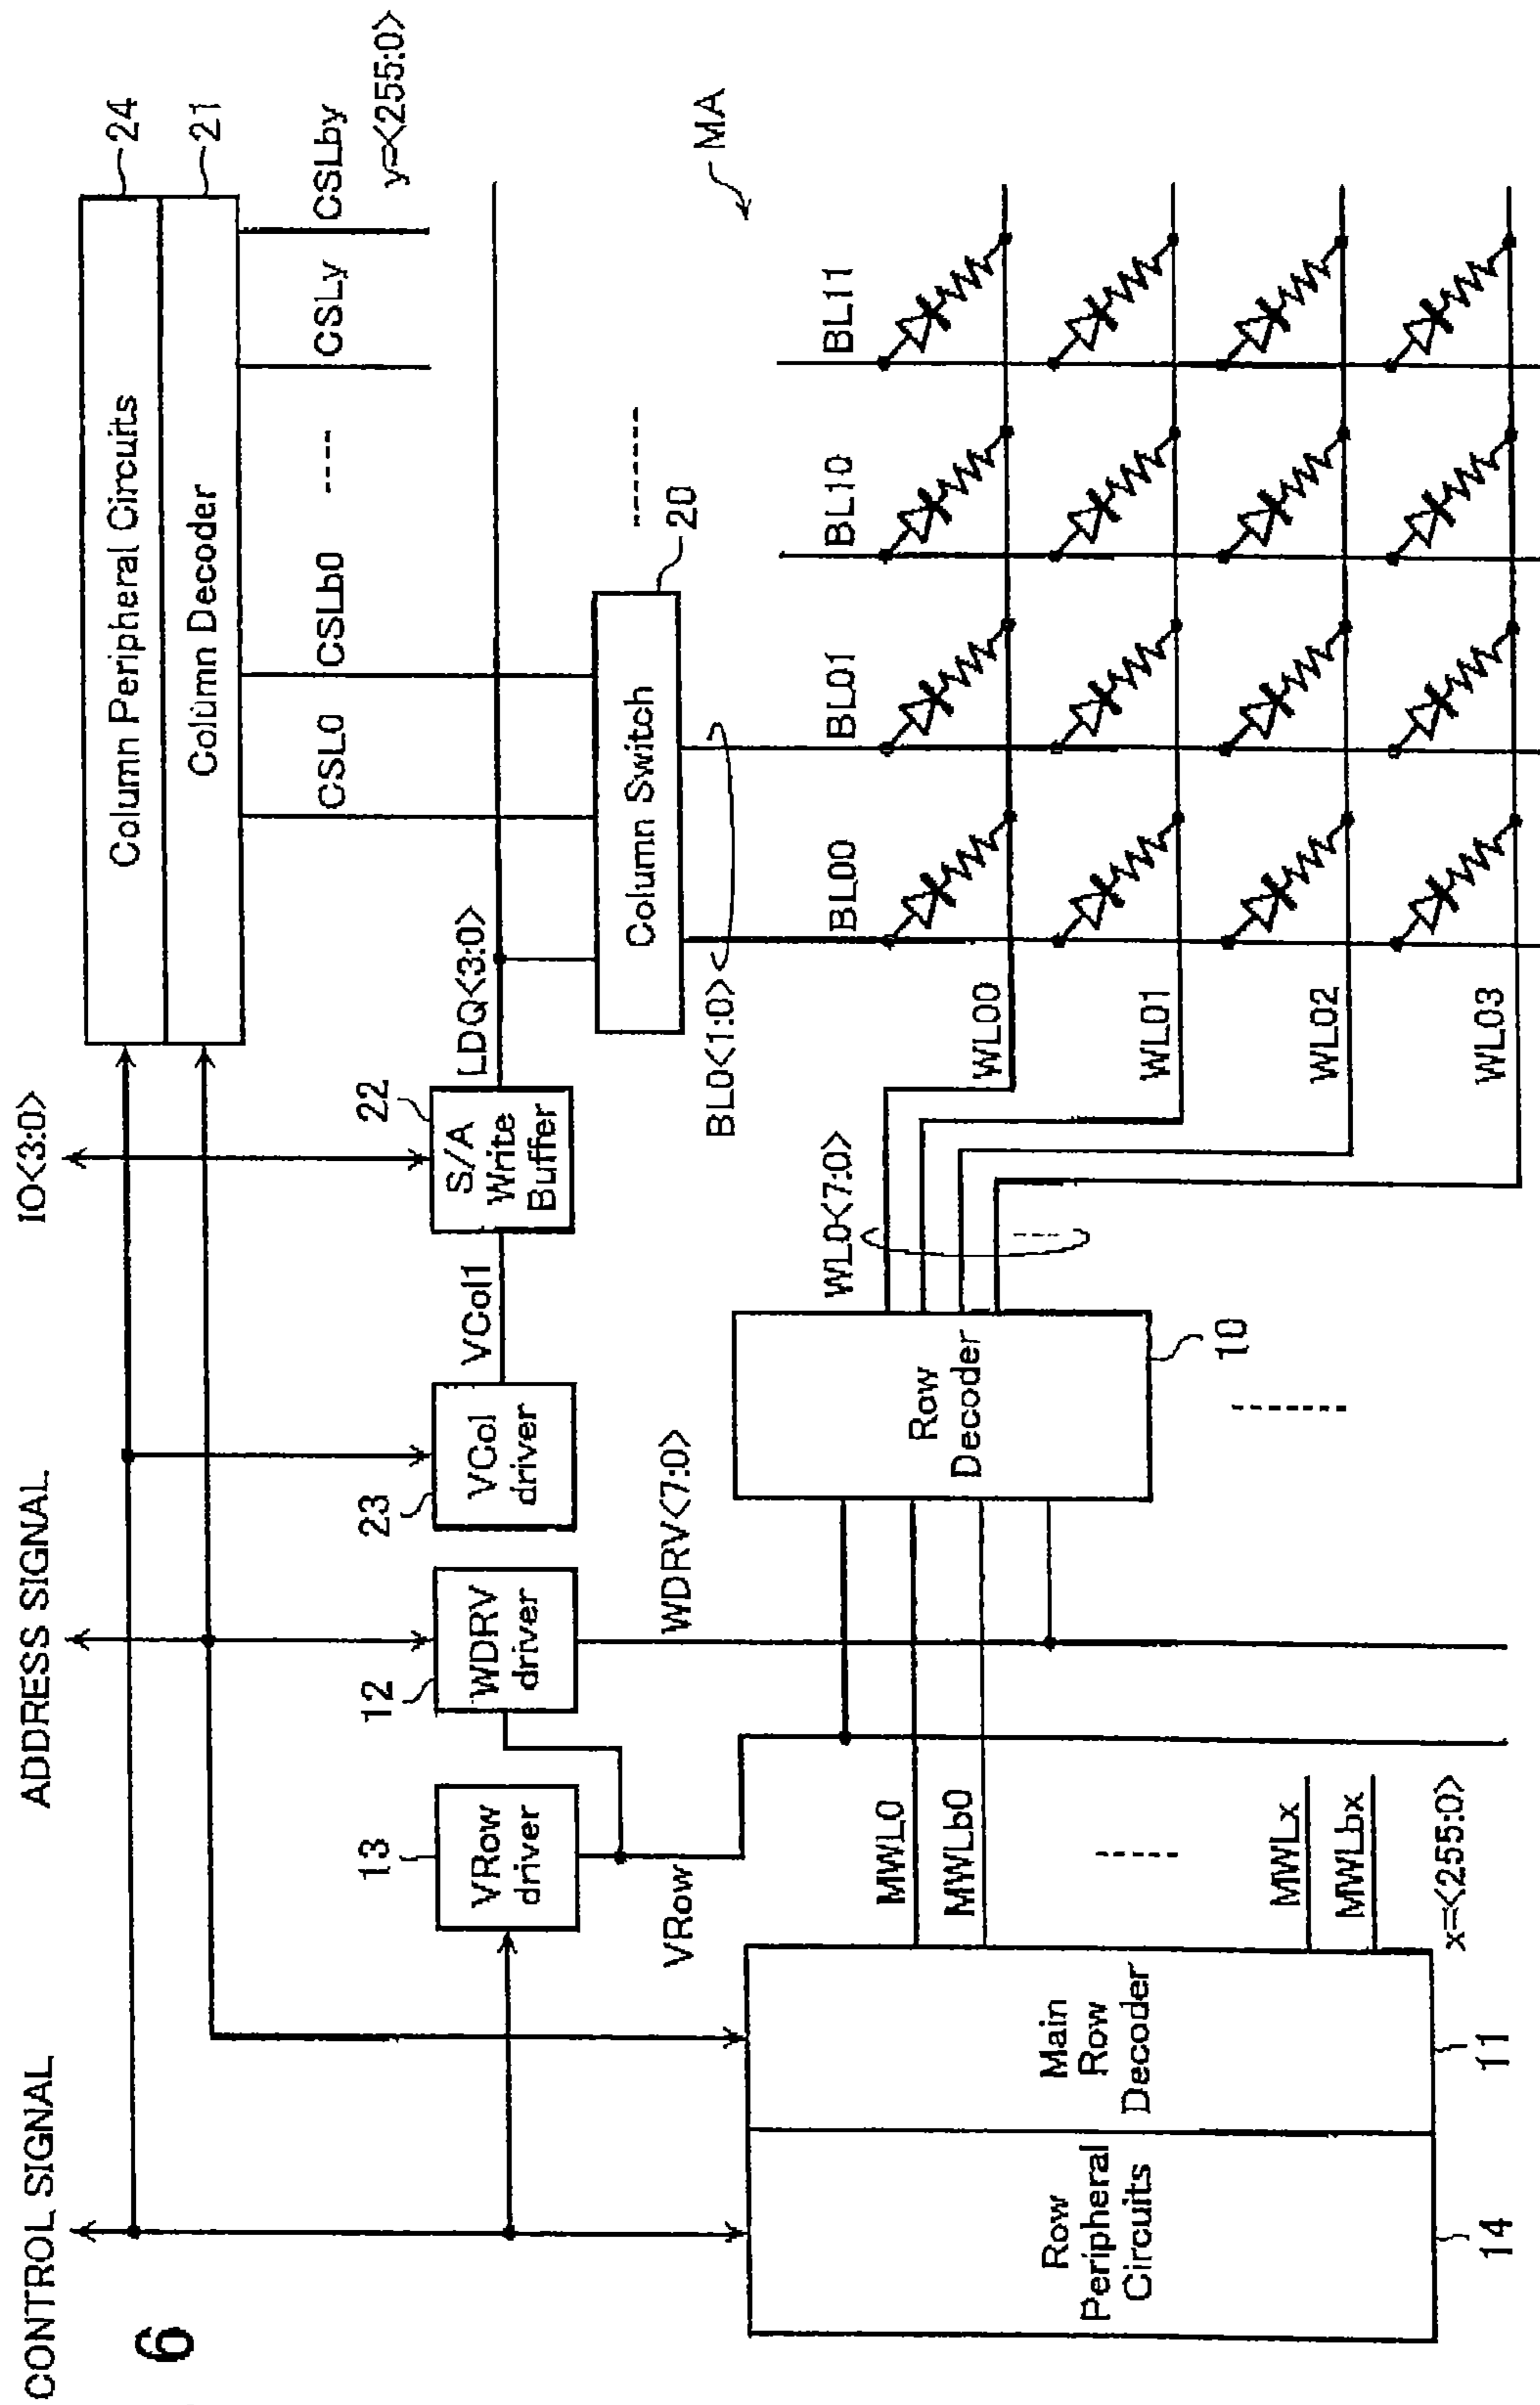 6
CONTROL SIGNAL
ADDRESS SIGNAL
IO<3:0>
13
VRow
driver
12
WDRV
driver
23
VCol
driver
VCol1
22
S/A
Write
Buffer
LDQ<3:0>
Column Peripheral Circuits
24
Column Decoder
21
CSL0
CSLb0
----
CSLy
CSLby
y=<255:0>
Column Switch
20
-------
BL0<1:0>
VRow
WDRV<7:0>
Row
Peripheral
Circuits
14
Main
Row
Decoder
11
MWL0
MWLb0
-----
MWLx
MWLbx
x=<255:0>
Row
Decoder
10
-------
WL0<7:0>
----
MA
BL00
BL01
BL10
BL11
WL00
WL01
WL02
WL03